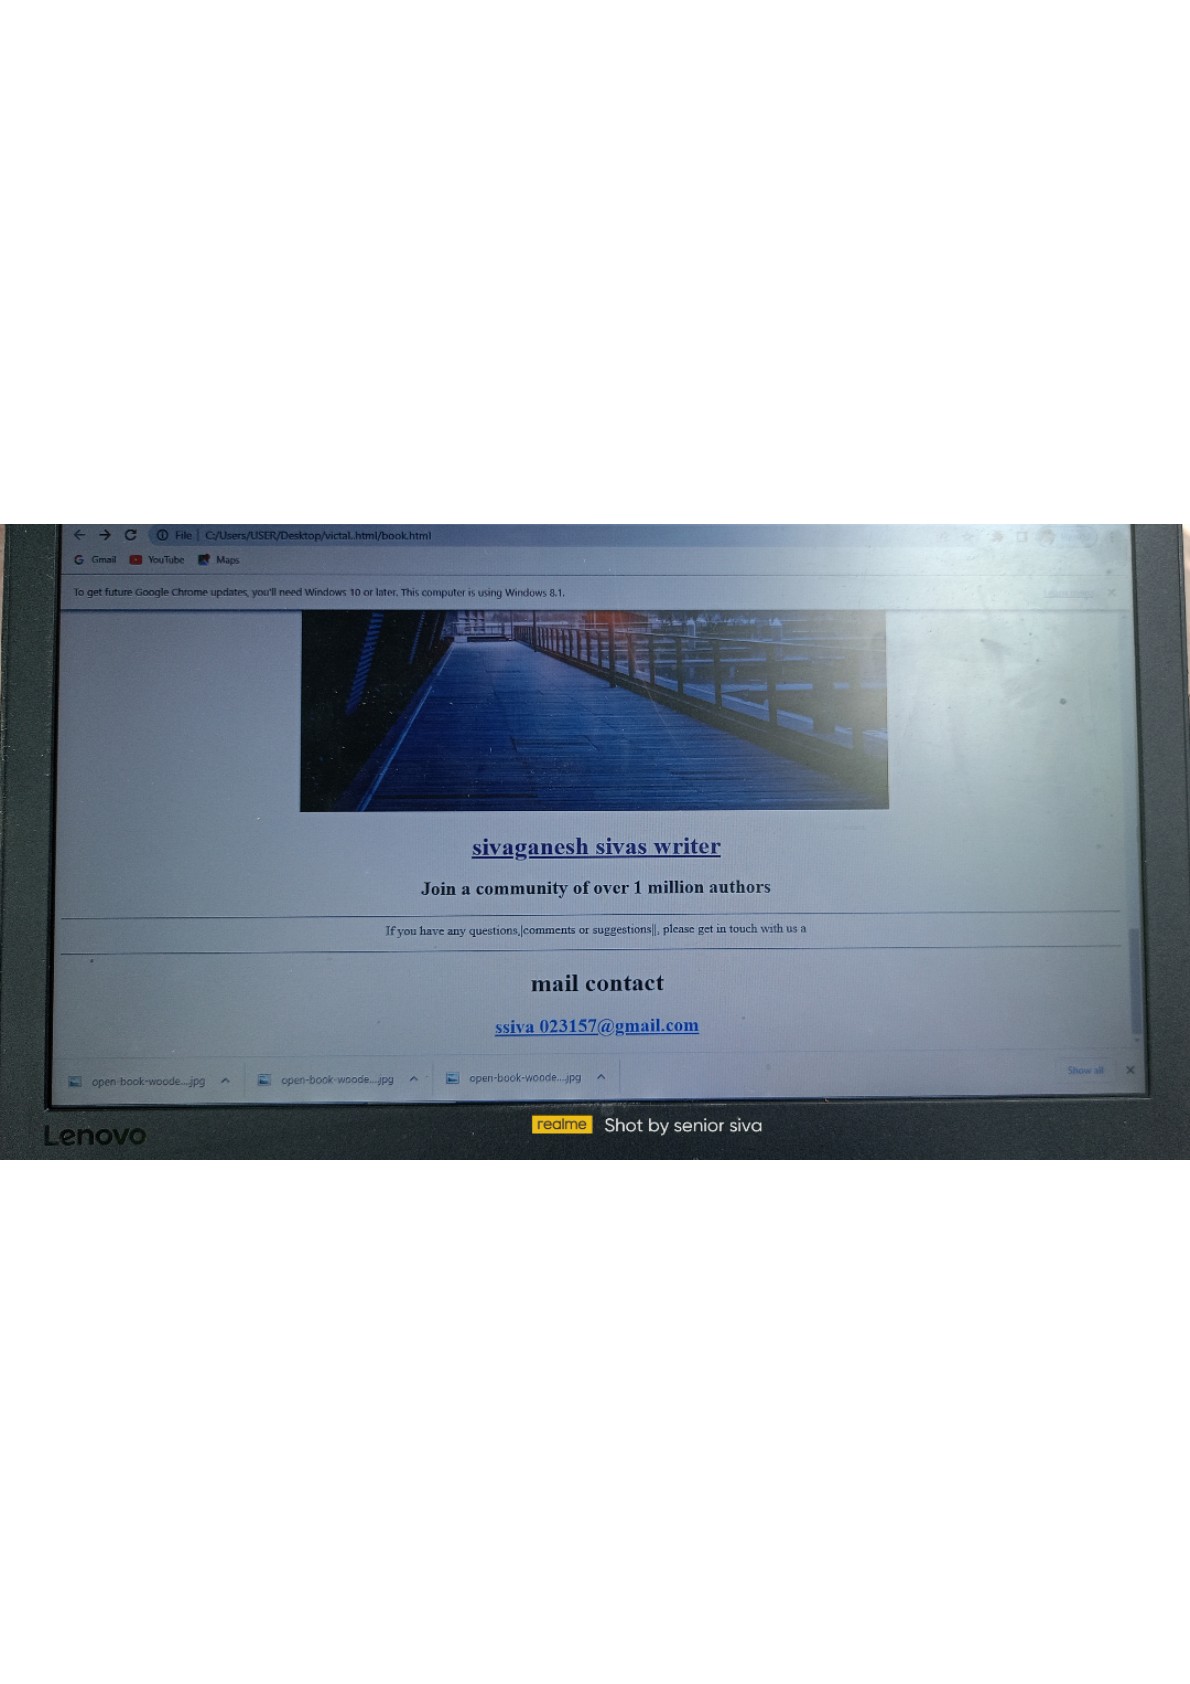 File | C:/Users/USER/Desktop/victal..html/book.html
Gmail YouTube Maps
To get future Google Chrome updates, you'll need Windows 10 or later. This computer is using Windows 8.1.
sivaganesh sivas writer
Join a community of over 1 million authors
If you have any questions,|comments or suggestions||, please get in touch with us a
mail contact
ssiva 023157@gmail.com
open-book-woode....jpg open-book-woode....jpg open-book-woode....jpg Show all
Lenovo
realme Shot by senior siva